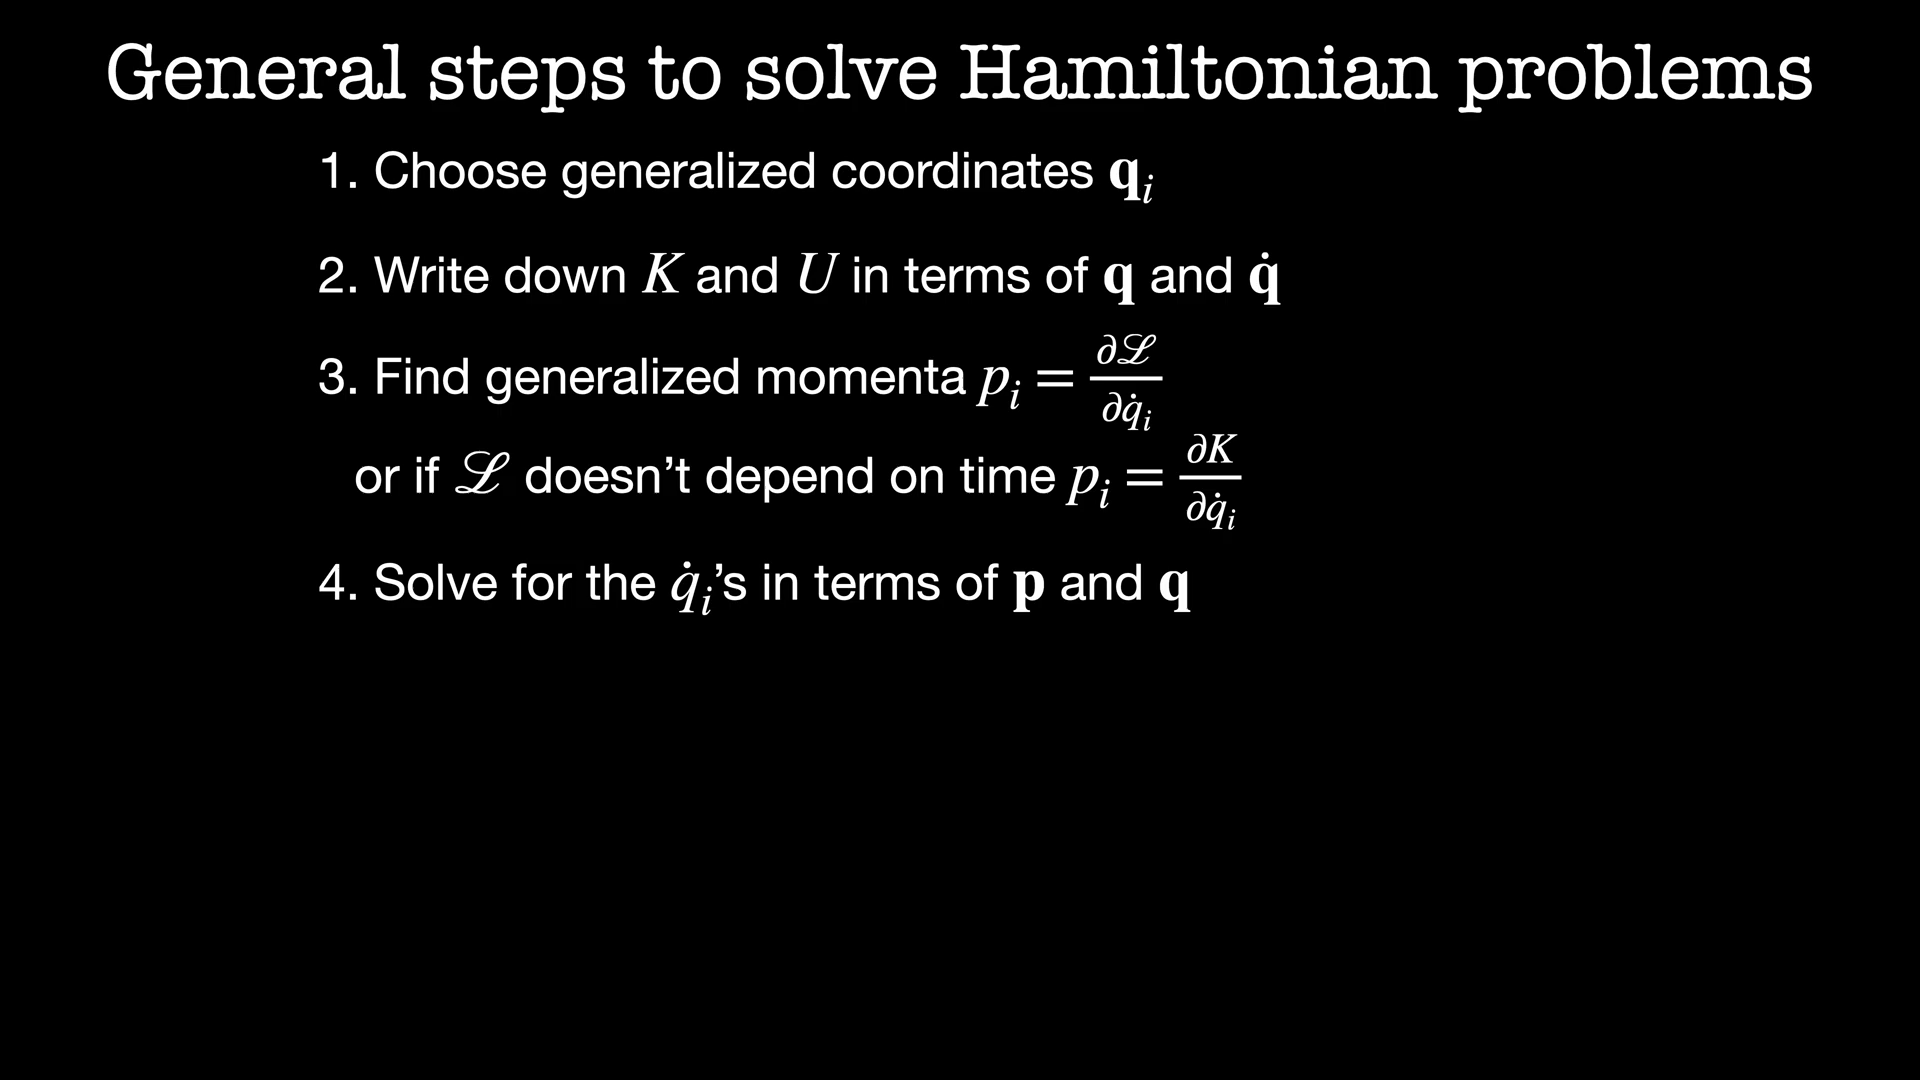 General steps to solve Hamiltonian problems
1. Choose generalized coordinates 𝐪ᵢ
2. Write down K and U in terms of 𝐪 and 𝐪̇
3. Find generalized momenta pᵢ = ∂ℒ/∂q̇ᵢ
or if ℒ doesn’t depend on time pᵢ = ∂K/∂q̇ᵢ
4. Solve for the q̇ᵢ’s in terms of 𝐩 and 𝐪